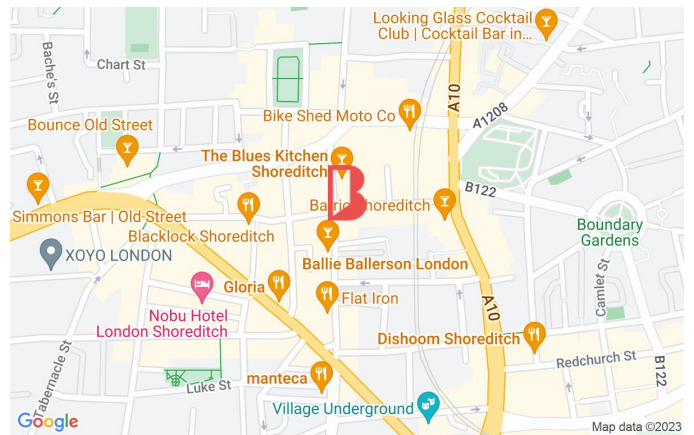 Looking Glass Cocktail
Club | Cocktail Bar in...
Bache's St
Chart St
A10
A1208
Bike Shed Moto Co
Bounce Old Street
The Blues Kitchen
Shoreditch
B
B122
Simmons Bar | Old Street
Barrio Shoreditch
Blacklock Shoreditch
Boundary
Gardens
XOYO LONDON
Ballie Ballerson London
Gloria
Flat Iron
Camlet St
Nobu Hotel
London Shoreditch
A10
Dishoom Shoreditch
Redchurch St
B122
Tabernacle St
manteca
Luke St
Village Underground
Google
Map data ©2023